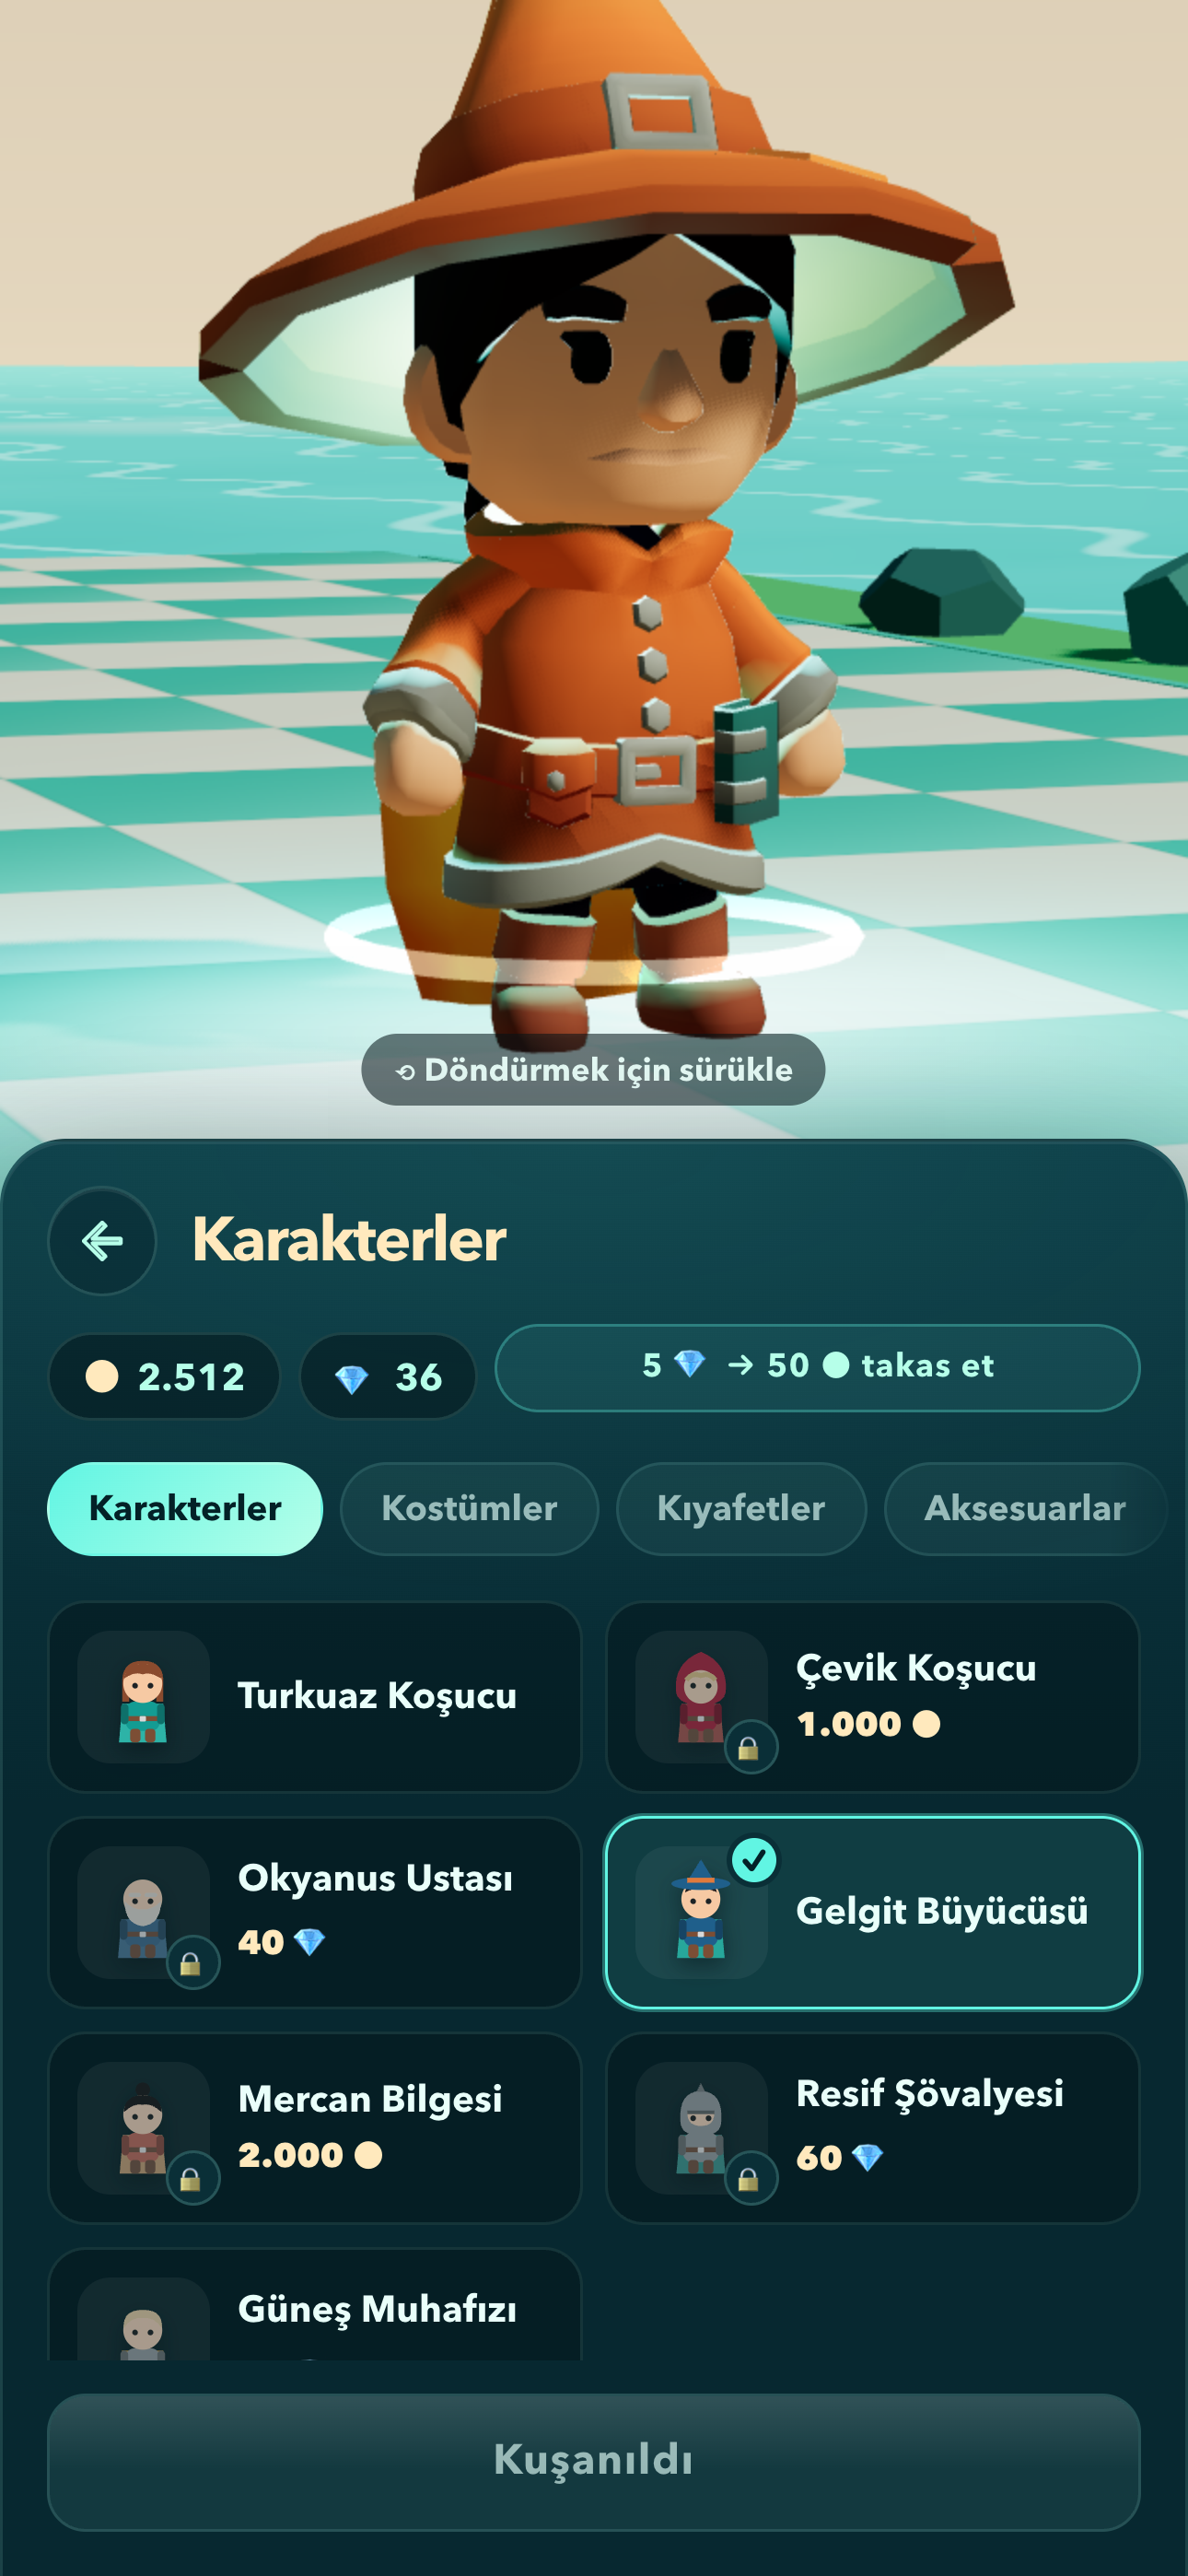 ⟲ Döndürmek için sürükle
Karakterler
2.512
36
5 💎 → 50 takas et
Karakterler
Kostümler
Kıyafetler
Aksesuarlar
Turkuaz Koşucu
Çevik Koşucu
1.000
Okyanus Ustası
40
Gelgit Büyücüsü
Mercan Bilgesi
2.000
Resif Şövalyesi
60
Güneş Muhafızı
Kuşanıldı